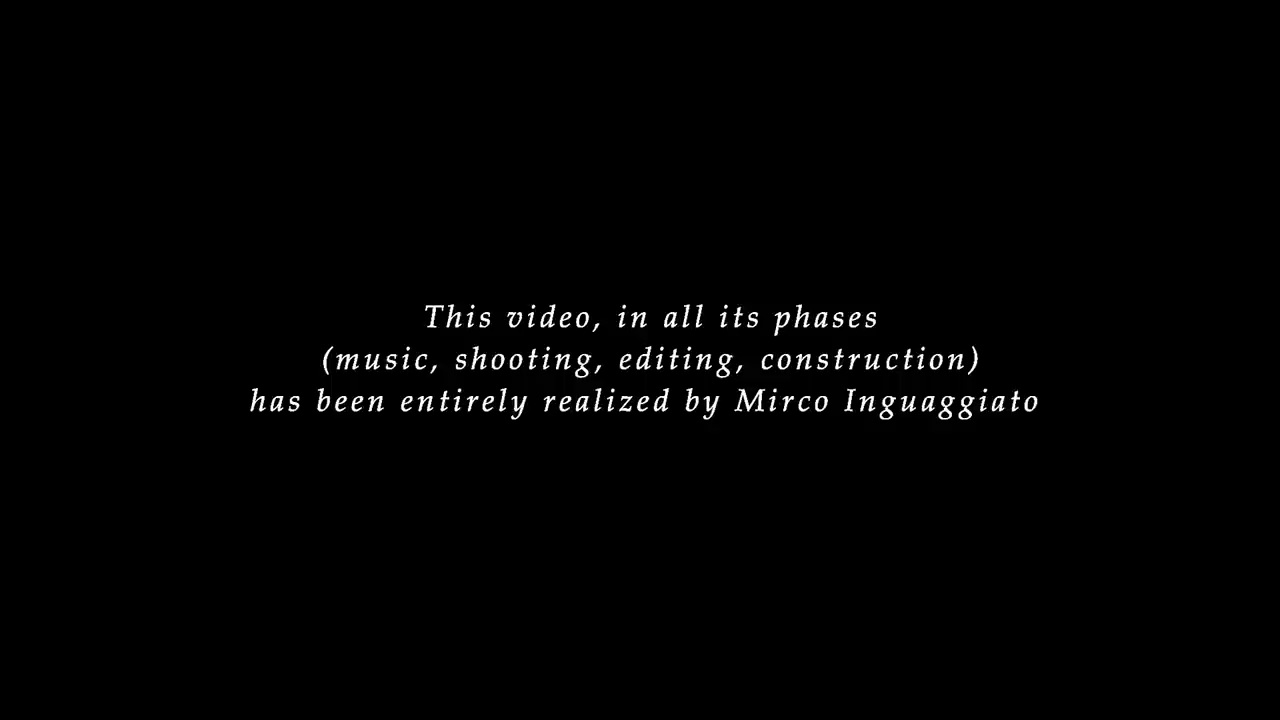 This video, in all its phases
(music, shooting, editing, construction)
has been entirely realized by Mirco Inguaggiato